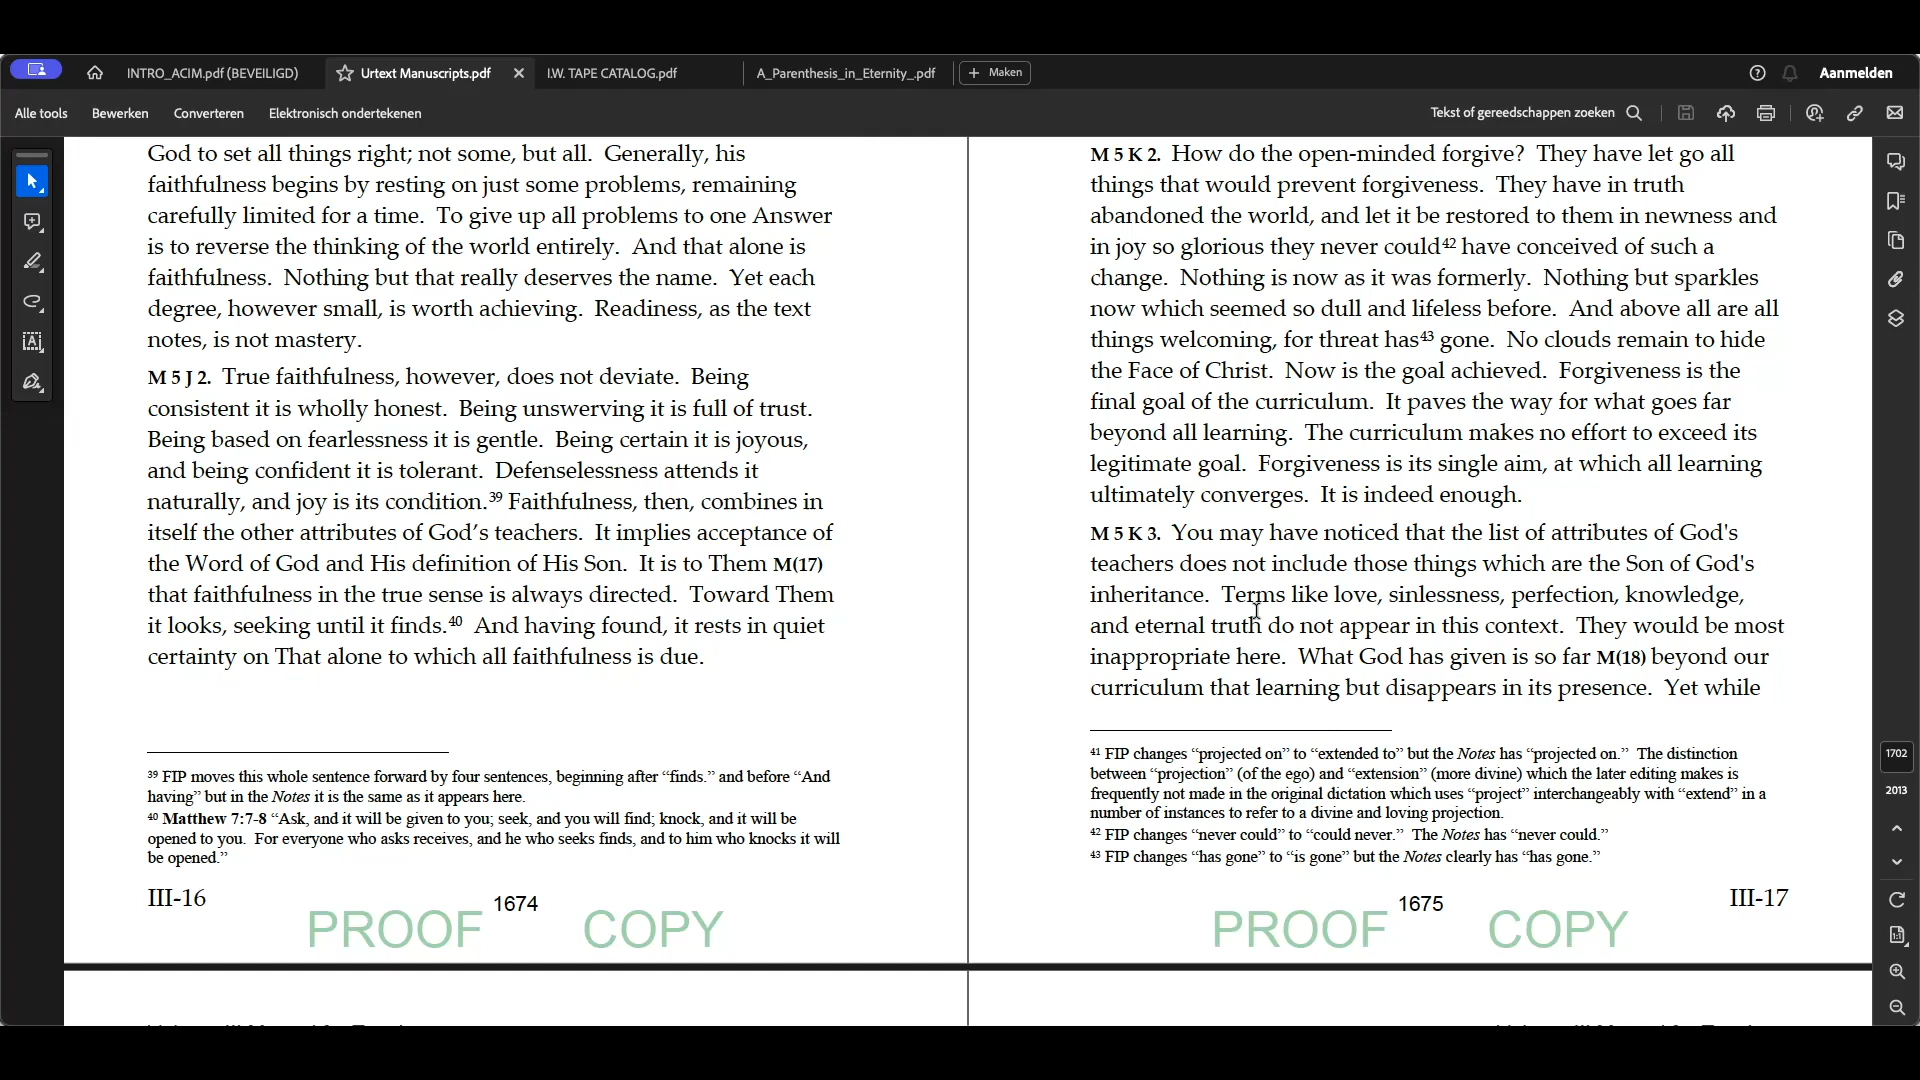 INTRO_ACIM.pdf (BEVEILIGD)
Urtext Manuscripts.pdf
I.W. TAPE CATALOG.pdf
A_Parenthesis_in_Eternity_.pdf
+ Maken
Aanmelden
Alle tools
Bewerken
Converteren
Elektronisch ondertekenen
Tekst of gereedschappen zoeken
God to set all things right; not some, but all. Generally, his
faithfulness begins by resting on just some problems, remaining
carefully limited for a time. To give up all problems to one Answer
is to reverse the thinking of the world entirely. And that alone is
faithfulness. Nothing but that really deserves the name. Yet each
degree, however small, is worth achieving. Readiness, as the text
notes, is not mastery.
M 5 J 2. True faithfulness, however, does not deviate. Being
consistent it is wholly honest. Being unswerving it is full of trust.
Being based on fearlessness it is gentle. Being certain it is joyous,
and being confident it is tolerant. Defenselessness attends it
naturally, and joy is its condition.³⁹ Faithfulness, then, combines in
itself the other attributes of God’s teachers. It implies acceptance of
the Word of God and His definition of His Son. It is to Them M(17)
that faithfulness in the true sense is always directed. Toward Them
it looks, seeking until it finds.⁴⁰ And having found, it rests in quiet
certainty on That alone to which all faithfulness is due.
³⁹ FIP moves this whole sentence forward by four sentences, beginning after “finds.” and before “And
having” but in the Notes it is the same as it appears here.
⁴⁰ Matthew 7:7-8 “Ask, and it will be given to you; seek, and you will find; knock, and it will be
opened to you. For everyone who asks receives, and he who seeks finds, and to him who knocks it will
be opened.”
III-16
1674
PROOF COPY
M 5 K 2. How do the open-minded forgive? They have let go all
things that would prevent forgiveness. They have in truth
abandoned the world, and let it be restored to them in newness and
in joy so glorious they never could⁴² have conceived of such a
change. Nothing is now as it was formerly. Nothing but sparkles
now which seemed so dull and lifeless before. And above all are all
things welcoming, for threat has⁴³ gone. No clouds remain to hide
the Face of Christ. Now is the goal achieved. Forgiveness is the
final goal of the curriculum. It paves the way for what goes far
beyond all learning. The curriculum makes no effort to exceed its
legitimate goal. Forgiveness is its single aim, at which all learning
ultimately converges. It is indeed enough.
M 5 K 3. You may have noticed that the list of attributes of God's
teachers does not include those things which are the Son of God's
inheritance. Terms like love, sinlessness, perfection, knowledge,
and eternal truth do not appear in this context. They would be most
inappropriate here. What God has given is so far M(18) beyond our
curriculum that learning but disappears in its presence. Yet while
⁴¹ FIP changes “projected on” to “extended to” but the Notes has “projected on.” The distinction
between “projection” (of the ego) and “extension” (more divine) which the later editing makes is
frequently not made in the original dictation which uses “project” interchangeably with “extend” in a
number of instances to refer to a divine and loving projection.
⁴² FIP changes “never could” to “could never.” The Notes has “never could.”
⁴³ FIP changes “has gone” to “is gone” but the Notes clearly has “has gone.”
1675
III-17
PROOF COPY
1702
2013